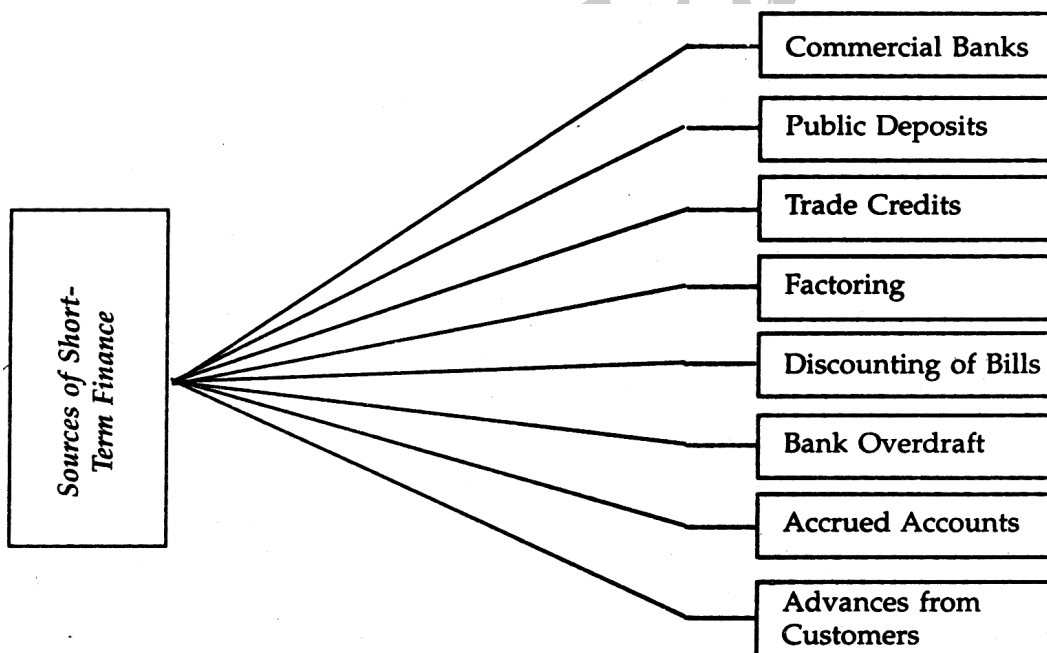 Sources of Short-
Term Finance
Commercial Banks
Public Deposits
Trade Credits
Factoring
Discounting of Bills
Bank Overdraft
Accrued Accounts
Advances from
Customers